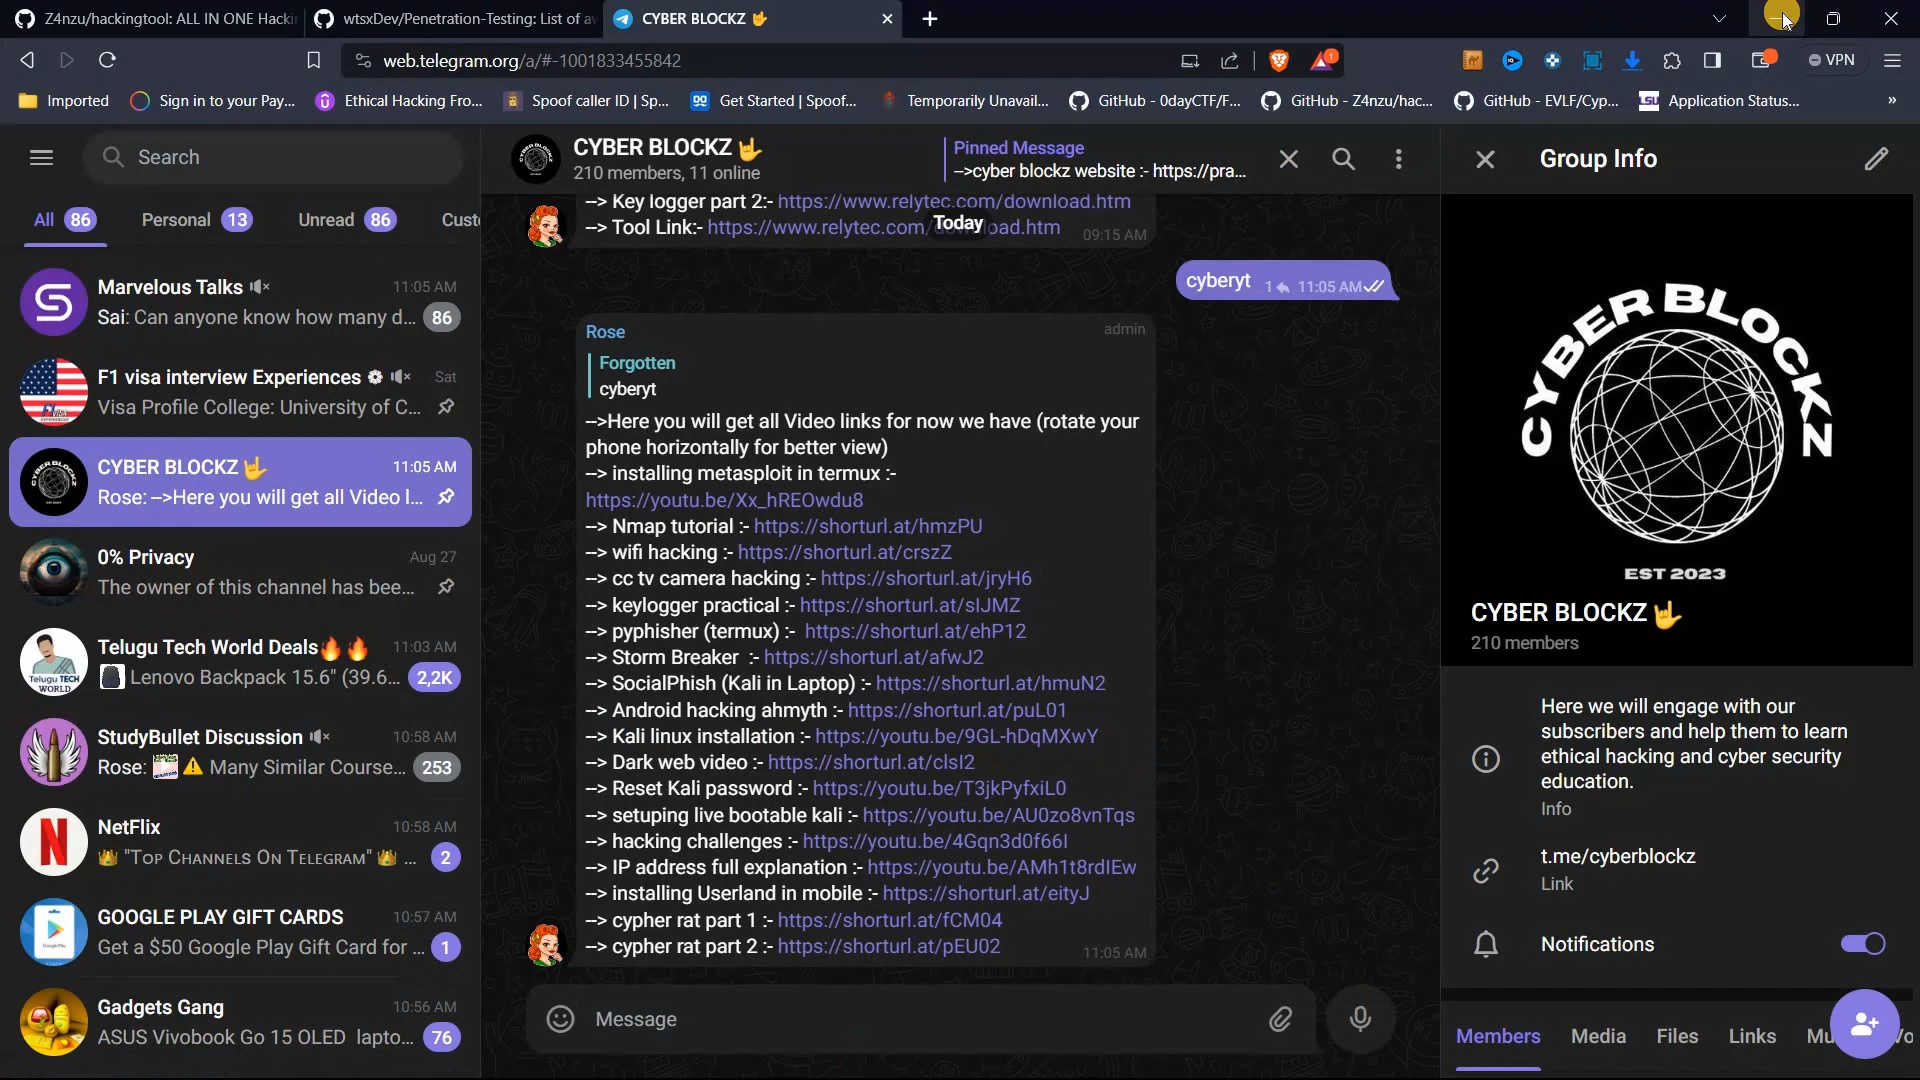 Z4nzu/hackingtool: ALL IN ONE Hacki
wtsxDev/Penetration-Testing: List of aw
CYBER BLOCKZ 🤟
web.telegram.org/a/#-1001833455842
1
VPN
Imported
Sign in to your Pay...
Ethical Hacking Fro...
Spoof caller ID | Sp...
Get Started | Spoof...
Temporarily Unavail...
GitHub - 0dayCTF/F...
GitHub - Z4nzu/hac...
GitHub - EVLF/Cyp...
LSU
Application Status...
»
Search
All 86
Personal 13
Unread 86
Cust
Marvelous Talks
11:05 AM
Sai: Can anyone know how many d...
86
F1 visa interview Experiences
Sat
Visa Profile College: University of C...
CYBER BLOCKZ 🤟
11:05 AM
Rose: –>Here you will get all Video l...
0% Privacy
Aug 27
The owner of this channel has bee...
Telugu Tech World Deals🔥🔥
11:03 AM
Lenovo Backpack 15.6" (39.6...
2,2K
Telugu TECH
WORLD
StudyBullet Discussion
10:58 AM
Rose: ⚠️ Many Similar Course...
253
NetFlix
10:58 AM
👑 "Top Channels On Telegram" 👑 ...
2
GOOGLE PLAY GIFT CARDS
10:57 AM
Get a $50 Google Play Gift Card for ...
1
Gadgets Gang
10:56 AM
ASUS Vivobook Go 15 OLED lapto...
76
CYBER BLOCKZ 🤟
210 members, 11 online
Pinned Message
–>cyber blockz website :- https://pra...
–> Key logger part 2:- https://www.relytec.com/download.htm
–> Tool Link:- https://www.relytec.com/download.htm
Today
09:15 AM
cyberyt
1
11:05 AM
Rose
admin
Forgotten
cyberyt
–>Here you will get all Video links for now we have (rotate your
phone horizontally for better view)
–> installing metasploit in termux :-
https://youtu.be/Xx_hREOwdu8
–> Nmap tutorial :- https://shorturl.at/hmzPU
–> wifi hacking :- https://shorturl.at/crszZ
–> cc tv camera hacking :- https://shorturl.at/jryH6
–> keylogger practical :- https://shorturl.at/slJMZ
–> pyphisher (termux) :- https://shorturl.at/ehP12
–> Storm Breaker :- https://shorturl.at/afwJ2
–> SocialPhish (Kali in Laptop) :- https://shorturl.at/hmuN2
–> Android hacking ahmyth :- https://shorturl.at/puL01
–> Kali linux installation :- https://youtu.be/9GL-hDqMXwY
–> Dark web video :- https://shorturl.at/clsI2
–> Reset Kali password :- https://youtu.be/T3jkPyfxiL0
–> setuping live bootable kali :- https://youtu.be/AU0zo8vnTqs
–> hacking challenges :- https://youtu.be/4Gqn3d0f66I
–> IP address full explanation :- https://youtu.be/AMh1t8rdIEw
–> installing Userland in mobile :- https://shorturl.at/eityJ
–> cypher rat part 1 :- https://shorturl.at/fCM04
–> cypher rat part 2 :- https://shorturl.at/pEU02
11:05 AM
Message
Group Info
CYBER BLOCKZ
EST 2023
CYBER BLOCKZ 🤟
210 members
Here we will engage with our
subscribers and help them to learn
ethical hacking and cyber security
education.
Info
t.me/cyberblockz
Link
Notifications
Members
Media
Files
Links
Mu
Vo